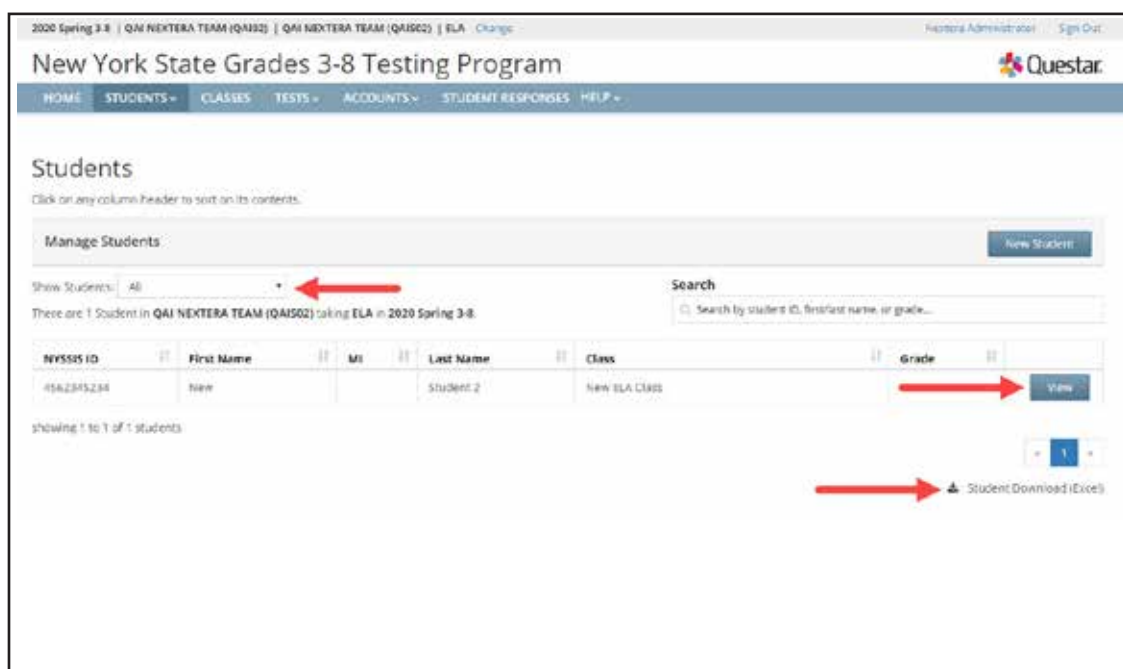 2020 Spring 3-8 | QAI NEXTERA TEAM (QAIS02) | QAI NEXTERA TEAM (QAIS02) | ELA Change Nextera Administrator Sign Out
New York State Grades 3-8 Testing Program Questar
HOME STUDENTS CLASSES TESTS ACCOUNTS STUDENT RESPONSES HELP
Students
Click on any column header to sort on its contents.
Manage Students New Student
Show Students: All Search
There are 1 Student in QAI NEXTERA TEAM (QAIS02) taking ELA in 2020 Spring 3-8. Search by student ID, first/last name, or grade...
NYSSIS ID First Name MI Last Name Class Grade
4562345234 New Student 2 New ELA Class View
showing 1 to 1 of 1 students
« 1 »
Student Download (Excel)